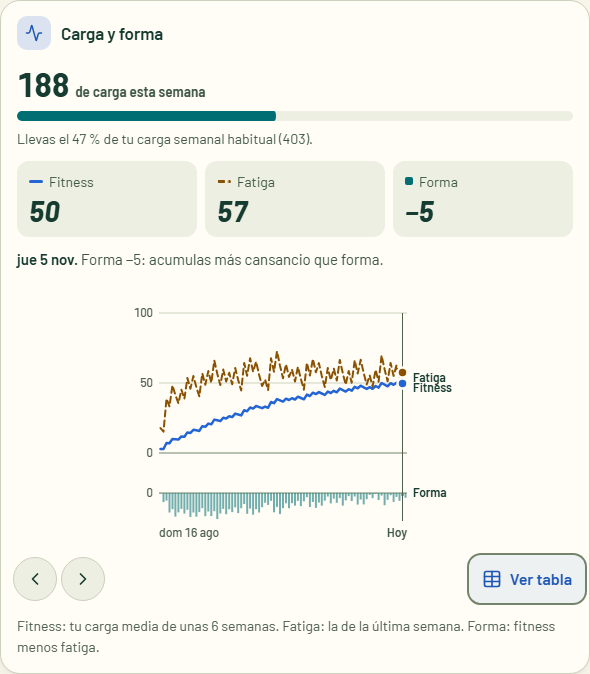 Carga y forma
188 de carga esta semana
Llevas el 47 % de tu carga semanal habitual (403).
Fitness
50
Fatiga
57
Forma
−5
jue 5 nov. Forma −5: acumulas más cansancio que forma.
100
50
0
Fatiga
Fitness
0
Forma
dom 16 ago
Hoy
Ver tabla
Fitness: tu carga media de unas 6 semanas. Fatiga: la de la última semana. Forma: fitness
menos fatiga.